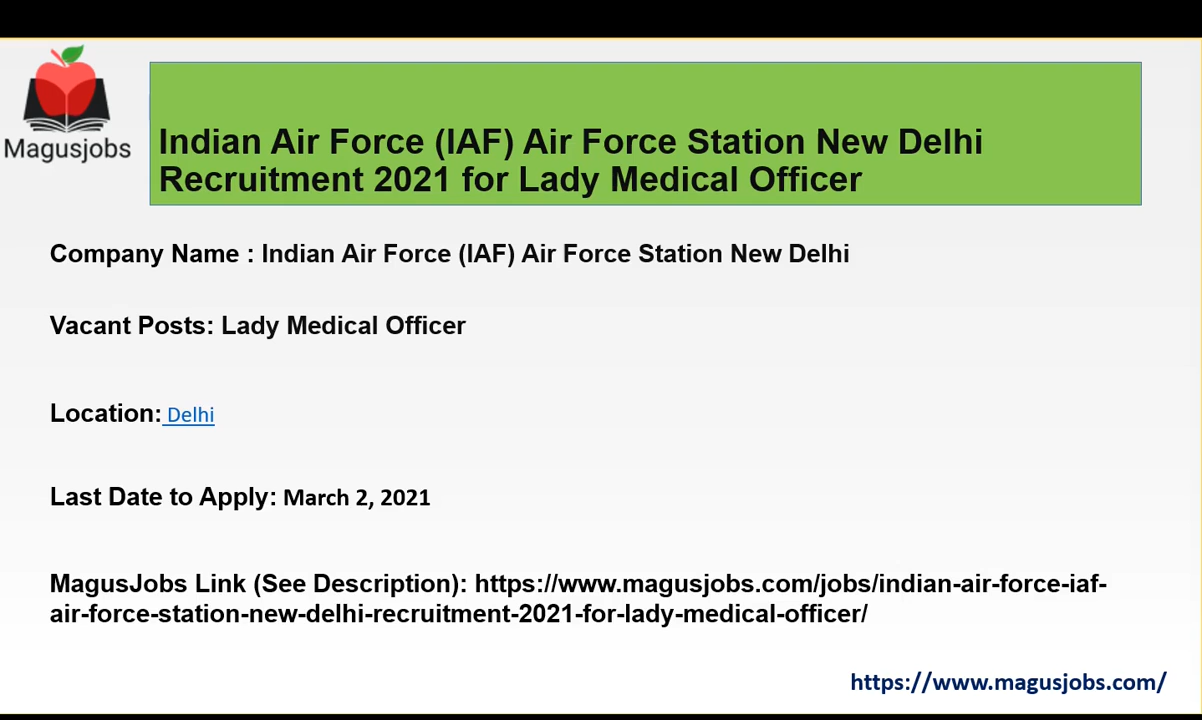 Magusjobs
Indian Air Force (IAF) Air Force Station New Delhi
Recruitment 2021 for Lady Medical Officer
Company Name : Indian Air Force (IAF) Air Force Station New Delhi
Vacant Posts: Lady Medical Officer
Location: Delhi
Last Date to Apply: March 2, 2021
MagusJobs Link (See Description): https://www.magusjobs.com/jobs/indian-air-force-iaf-
air-force-station-new-delhi-recruitment-2021-for-lady-medical-officer/
https://www.magusjobs.com/